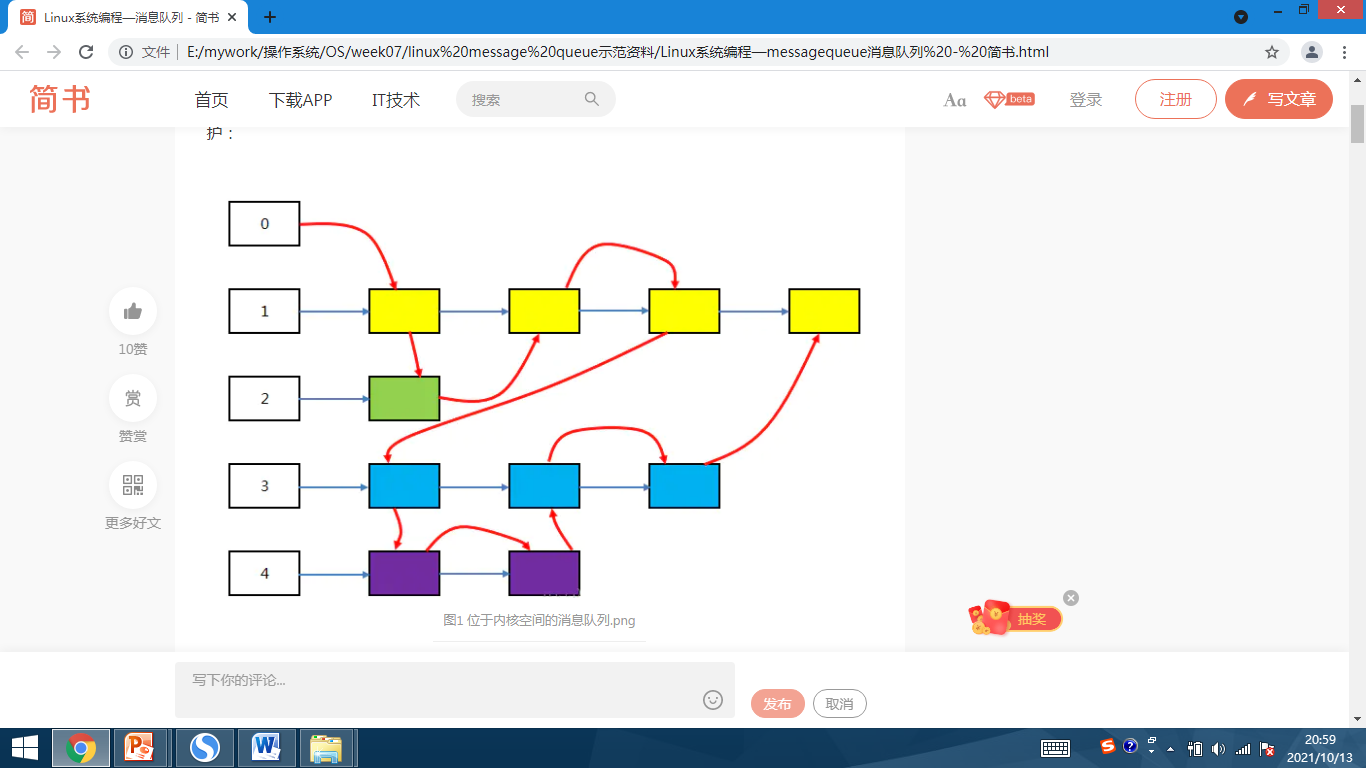 简 Linux系统编程—消息队列 - 简书
文件 E:/mywork/操作系统/OS/week07/linux%20message%20queue示范资料/Linux系统编程—messagequeue消息队列%20-%20简书.html
简书 首页 下载APP IT技术 搜索 Aa beta 登录 注册 写文章
护：
0
1
2
3
4
10赞
赏
赞赏
更多好文
图1 位于内核空间的消息队列.png
抽奖
写下你的评论...
发布 取消
20:59
2021/10/13